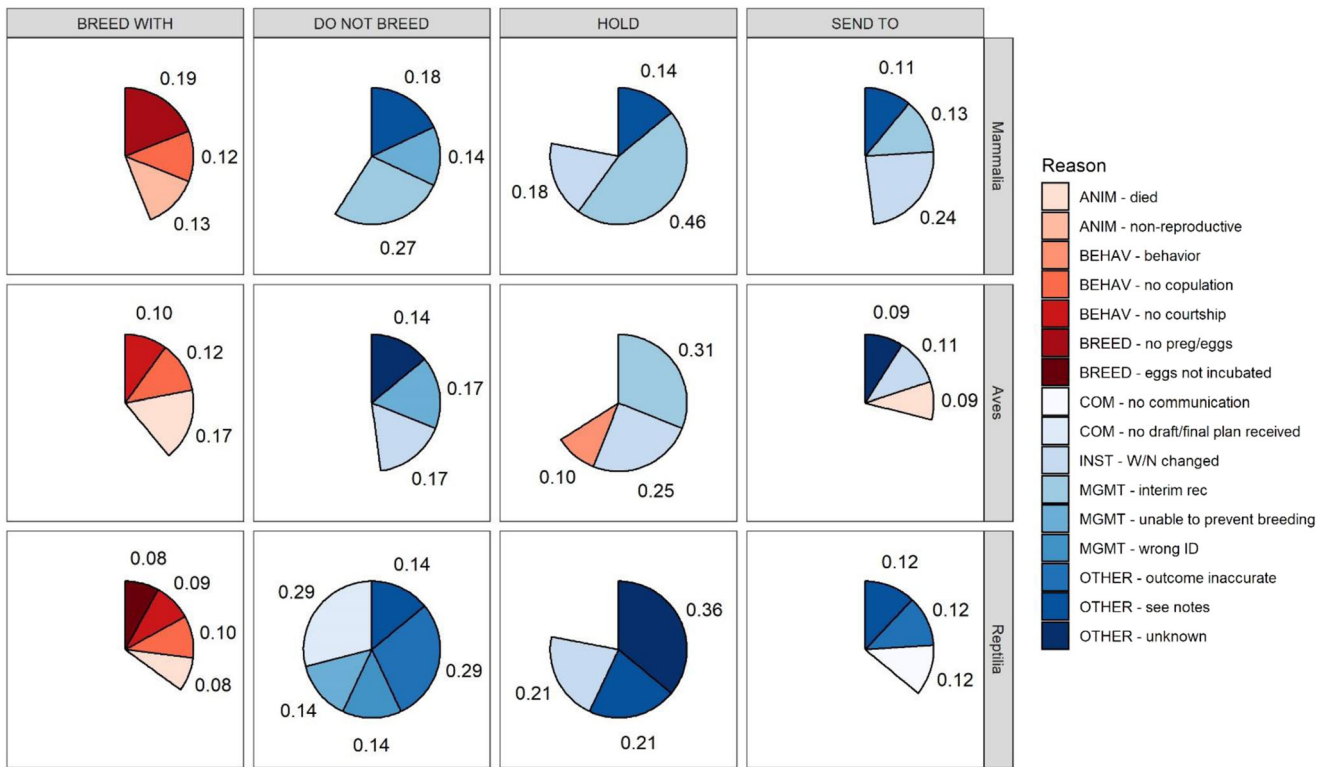 BREED WITH
DO NOT BREED
HOLD
SEND TO
0.19
0.12
0.13
0.18
0.14
0.27
0.14
0.46
0.18
0.11
0.13
0.24
Mammalia
0.10
0.12
0.17
0.14
0.17
0.17
0.31
0.25
0.10
0.09
0.11
0.09
Aves
0.08
0.09
0.10
0.08
0.14
0.29
0.14
0.14
0.29
0.36
0.21
0.21
0.12
0.12
0.12
Reptilia
Reason
ANIM - died
ANIM - non-reproductive
BEHAV - behavior
BEHAV - no copulation
BEHAV - no courtship
BREED - no preg/eggs
BREED - eggs not incubated
COM - no communication
COM - no draft/final plan received
INST - W/N changed
MGMT - interim rec
MGMT - unable to prevent breeding
MGMT - wrong ID
OTHER - outcome inaccurate
OTHER - see notes
OTHER - unknown